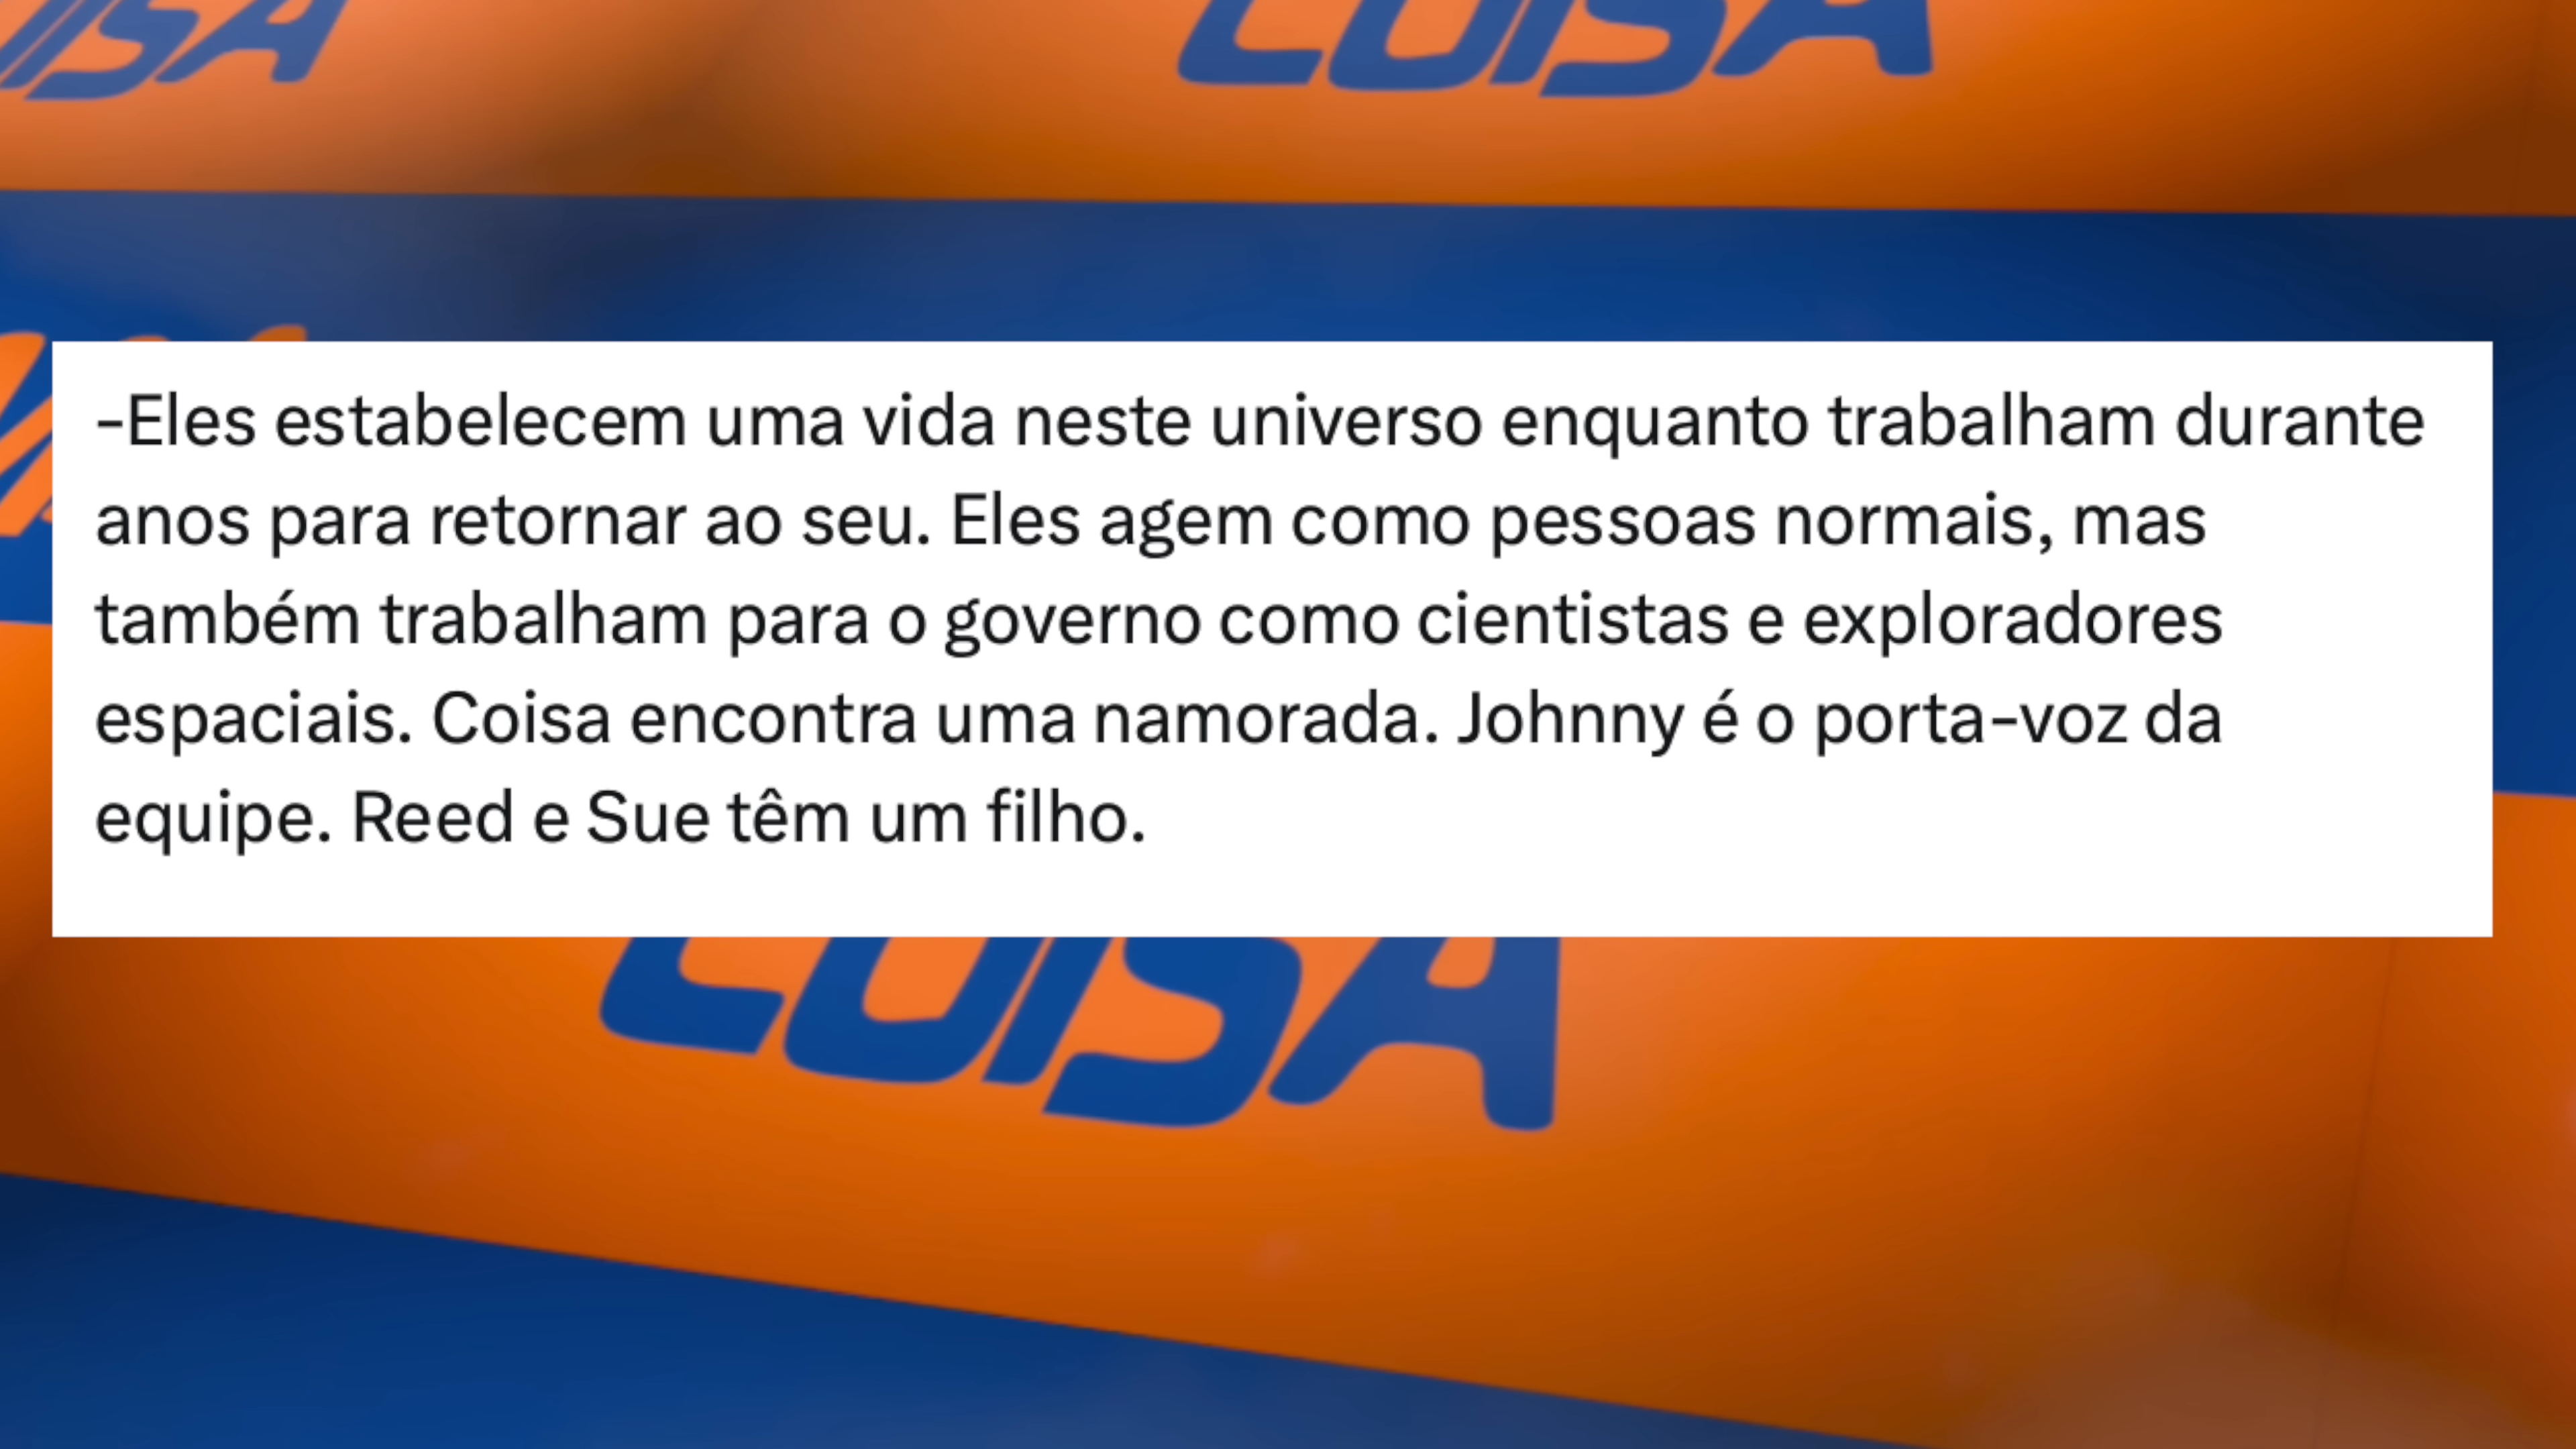 COISA
-Eles estabelecem uma vida neste universo enquanto trabalham durante
anos para retornar ao seu. Eles agem como pessoas normais, mas
também trabalham para o governo como cientistas e exploradores
espaciais. Coisa encontra uma namorada. Johnny é o porta-voz da
equipe. Reed e Sue têm um filho.
COISA